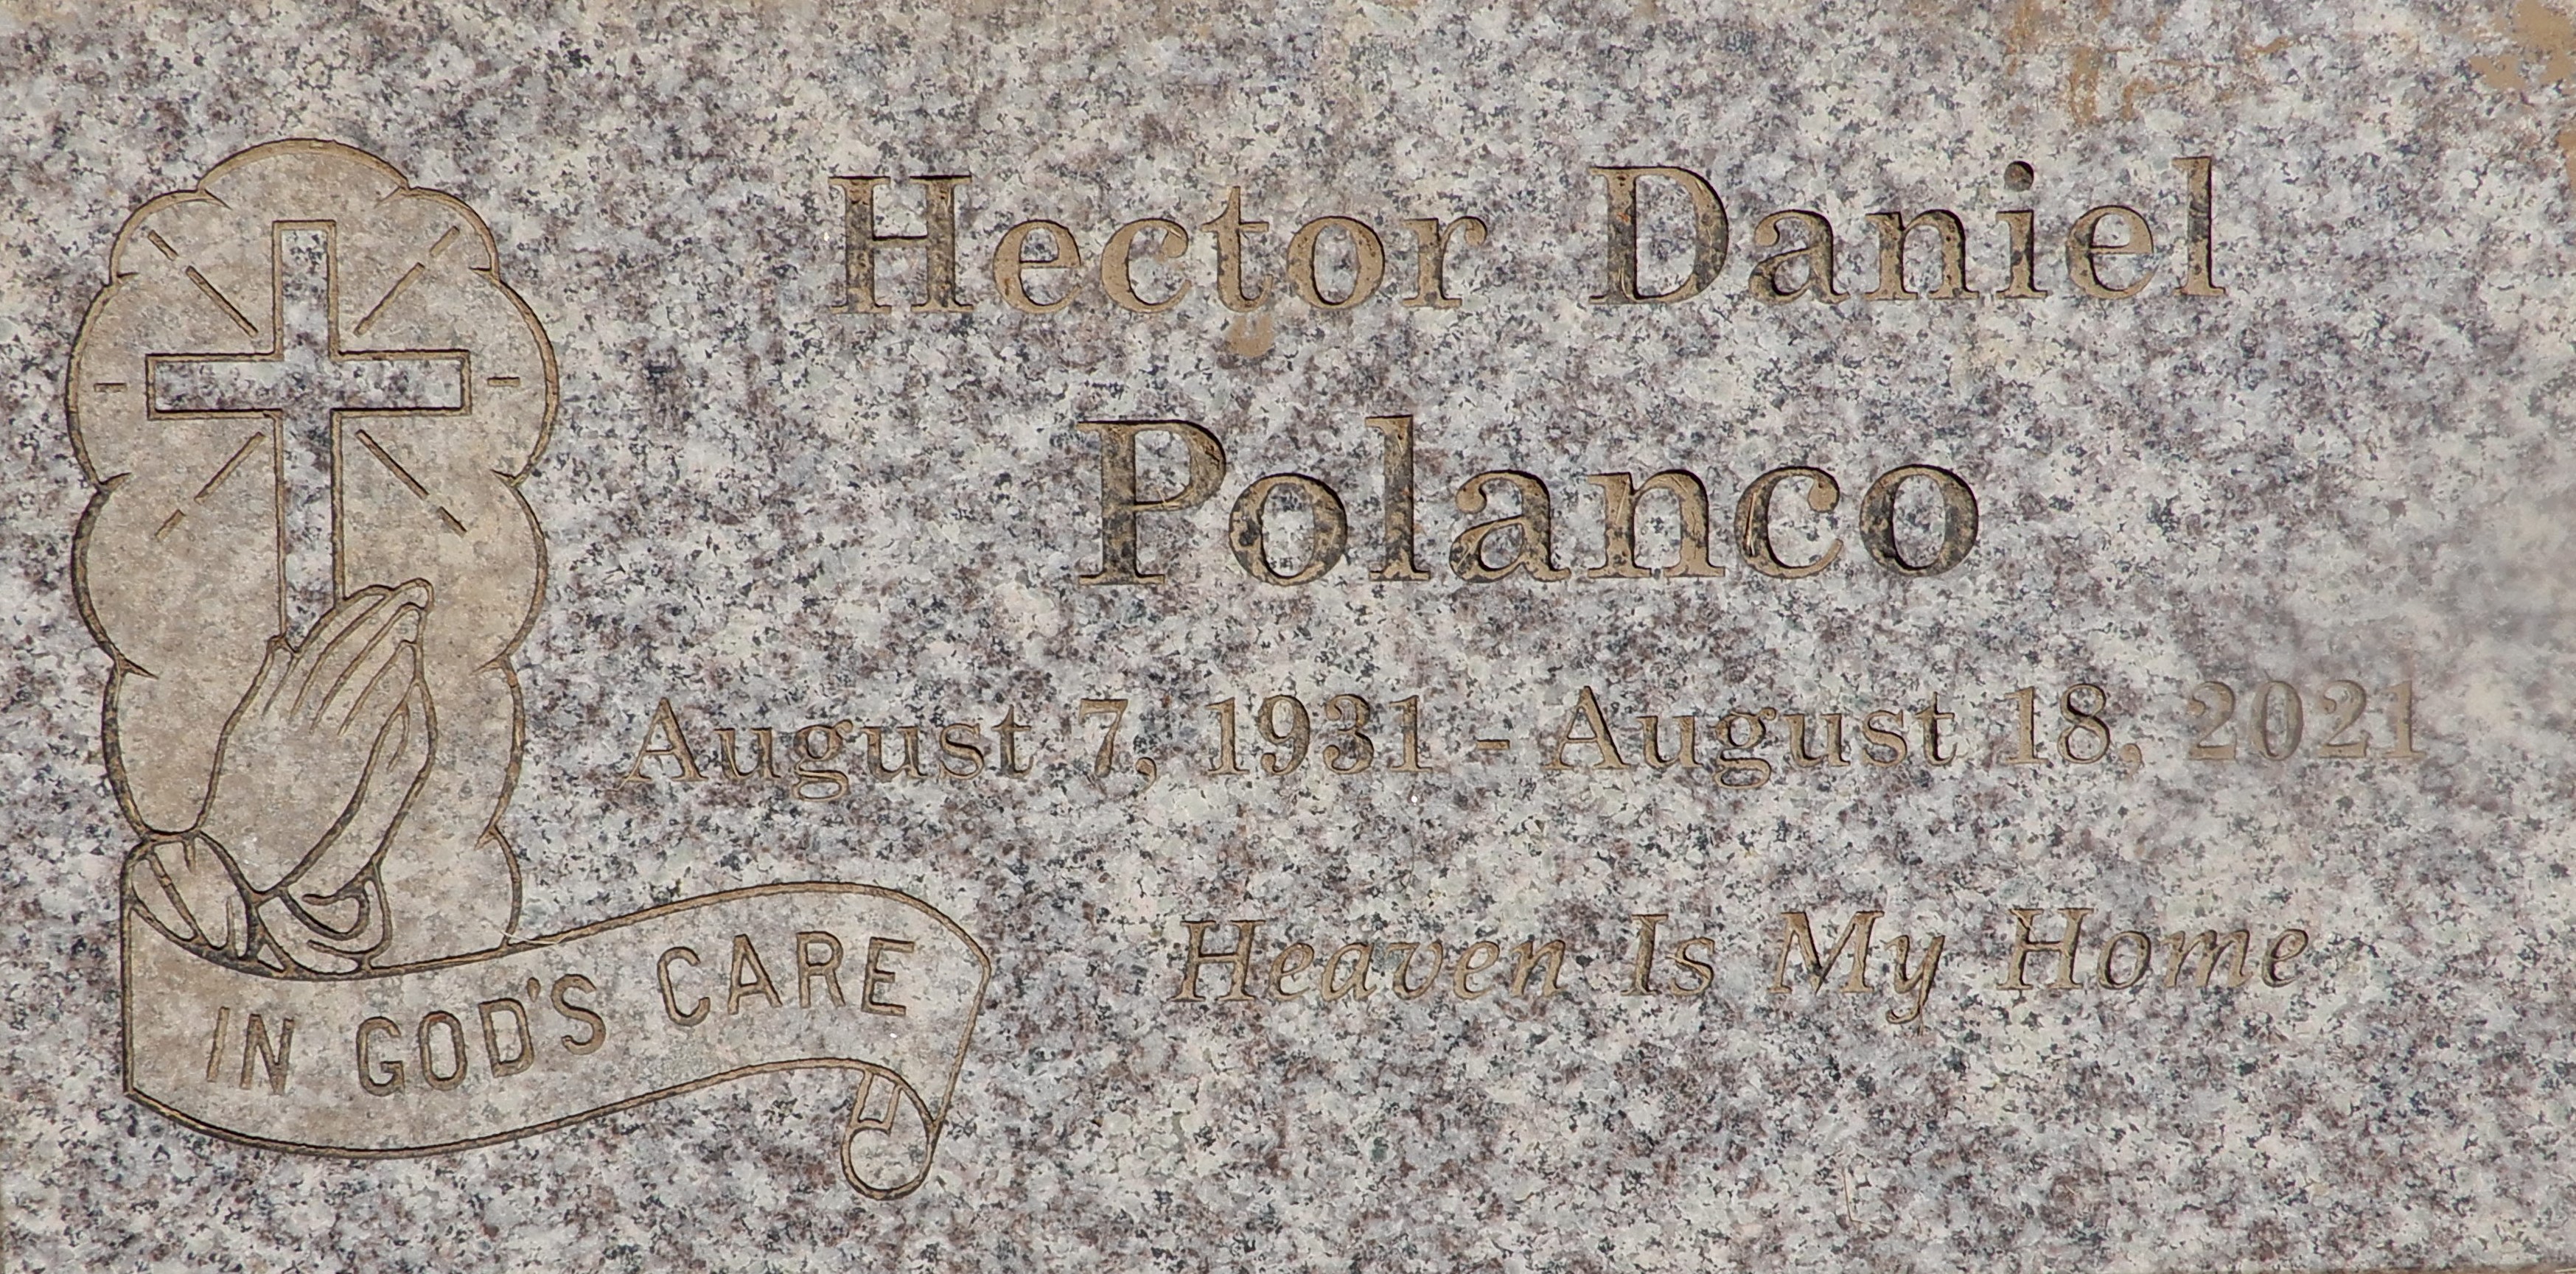 Hector Daniel
Polanco
August 7, 1931 - August 18, 2021
Heaven Is My Home
IN GOD'S CARE